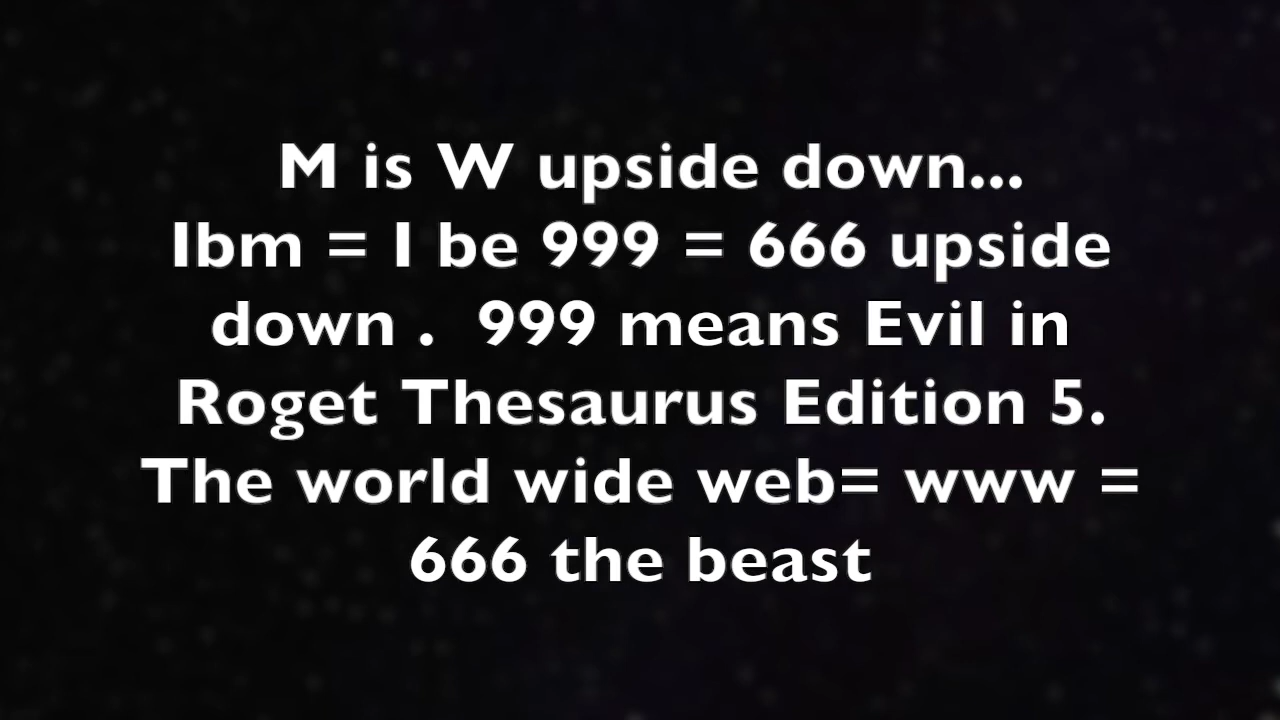 M is W upside down...
Ibm = I be 999 = 666 upside
down .  999 means Evil in
Roget Thesaurus Edition 5.
The world wide web= www =
666 the beast